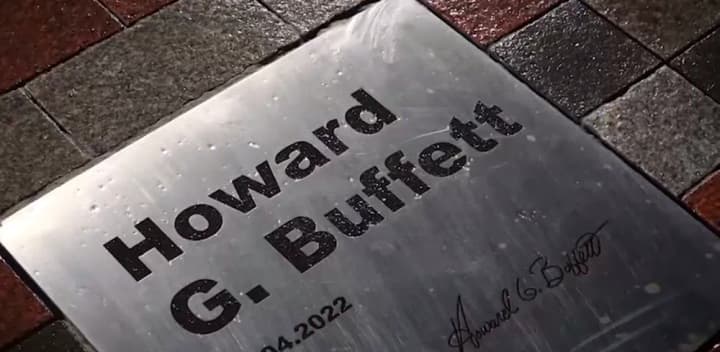 Howard
G. Buffett
04.2022
Howard G. Buffett